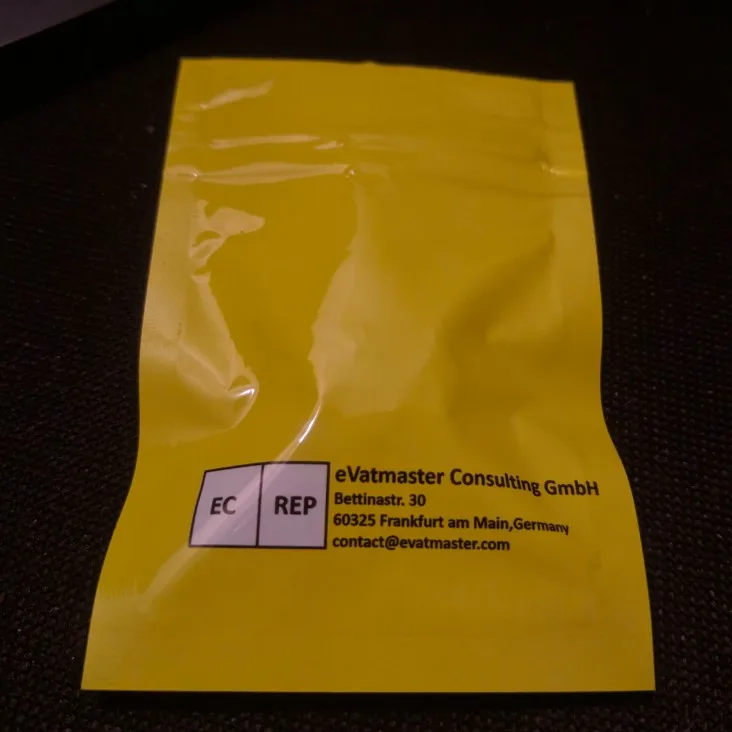 EC REP
eVatmaster Consulting GmbH
Bettinastr. 30
60325 Frankfurt am Main,Germany
contact@evatmaster.com